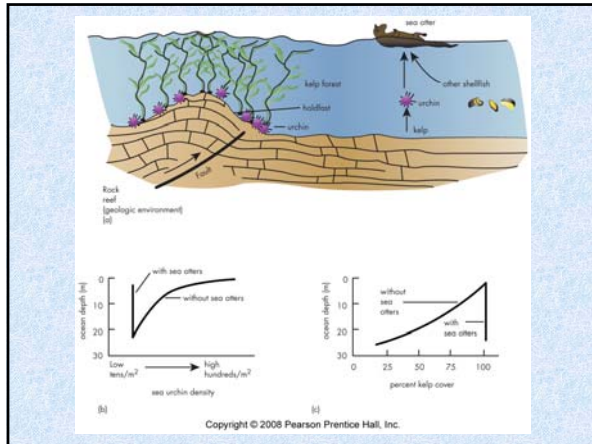 sea otter
kelp forest
other shellfish
holdfast
urchin
urchin
kelp
Fault
Rock
reef
(geologic environment)
(a)
with sea otters
without sea otters
ocean depth (m)
0
10
20
30
Low
tens/m²
high
hundreds/m²
sea urchin density
(b)
without
sea
otters
with
sea otters
ocean depth (m)
0
10
20
30
0
25
50
75
100
percent kelp cover
(c)
Copyright © 2008 Pearson Prentice Hall, Inc.